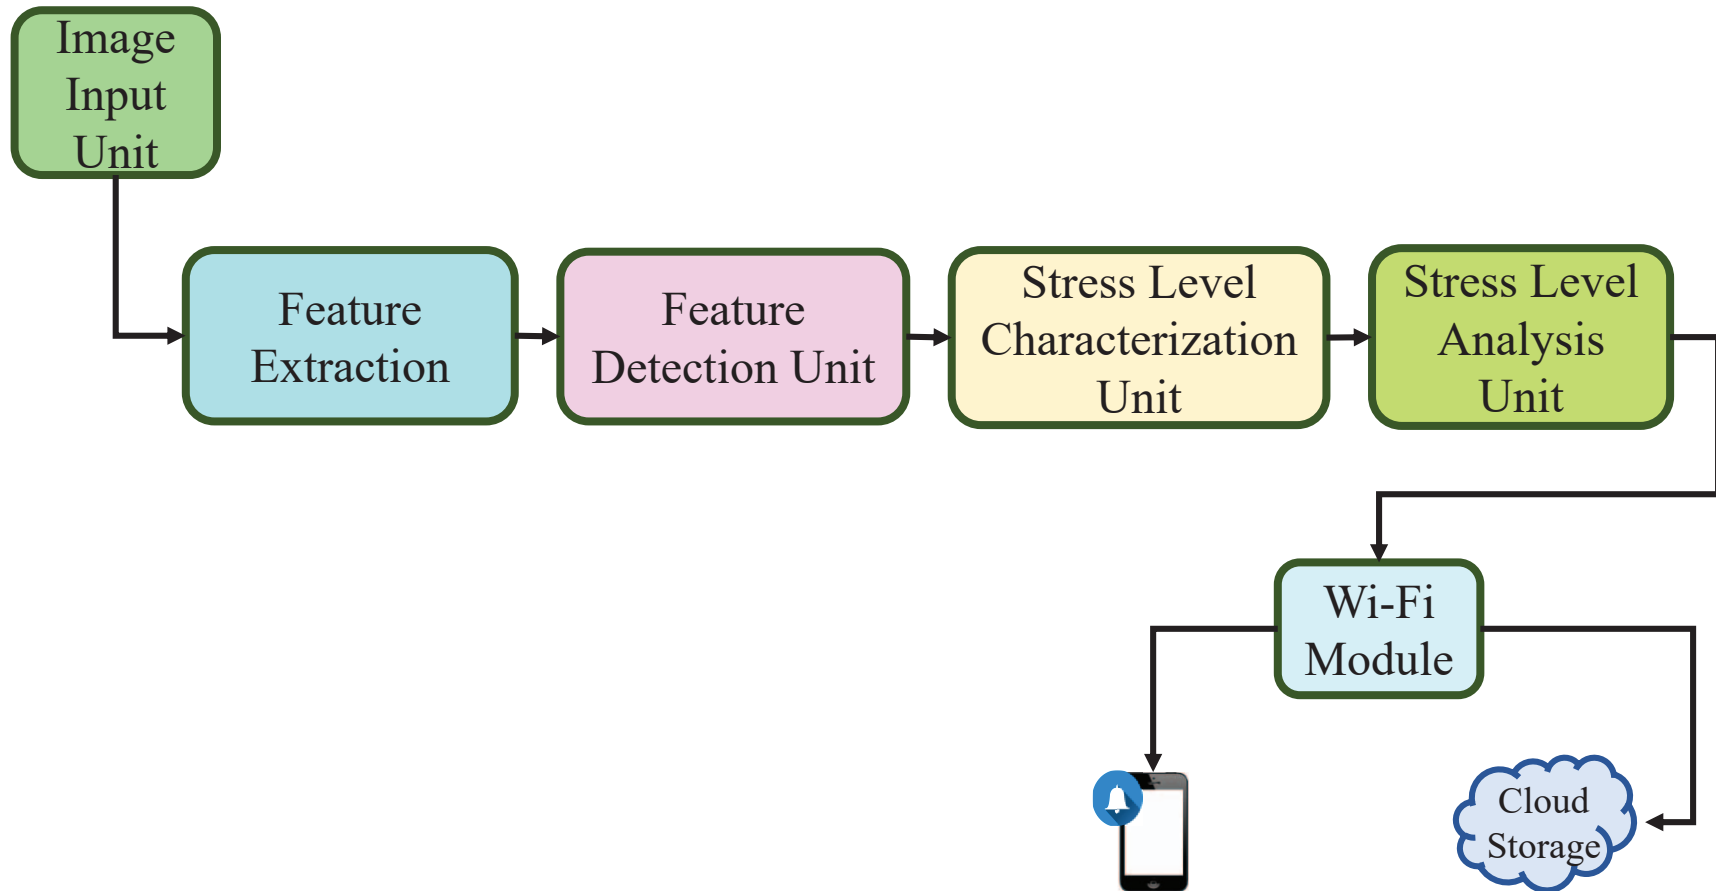 Image
Input
Unit
Feature
Extraction
Feature
Detection Unit
Stress Level
Characterization
Unit
Stress Level
Analysis
Unit
Wi-Fi
Module
Cloud
Storage